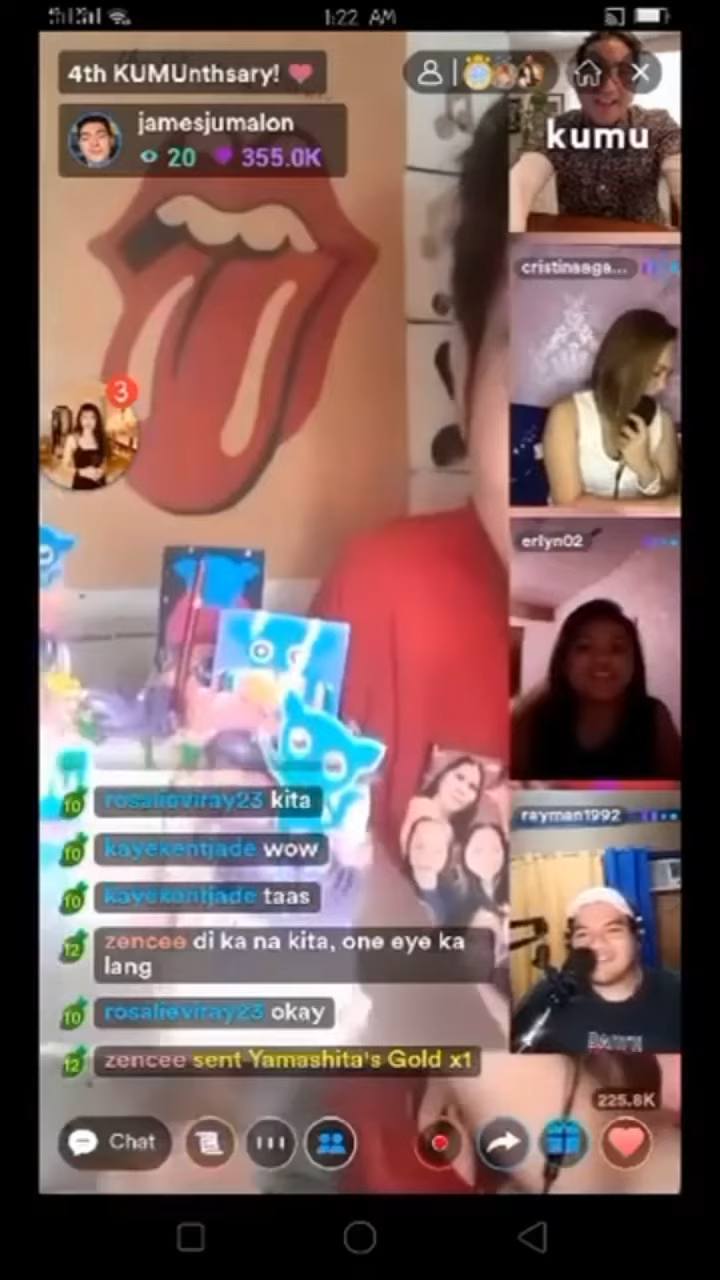 1:22 AM
4th KUMUnthsary!
jamesjumalon
20 355.0K
kumu
cristinaaga...
3
erlyn02
rayman1992
10 rosalieviray23 kita
10 kayekentjade wow
10 kayekentjade taas
12 zencee di ka na kita, one eye ka
lang
10 rosalieviray23 okay
12 zencee sent Yamashita's Gold x1
225.8K
Chat